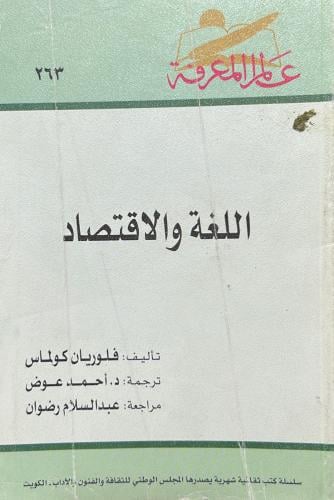 عالم المعرفة
٢٦٣
اللغة والاقتصاد
تأليف: فلوريان كولماس
ترجمة: د. أحمد عوض
مراجعة: عبدالسلام رضوان
سلسلة كتب ثقافية شهرية يصدرها المجلس الوطني للثقافة والفنون والآداب - الكويت